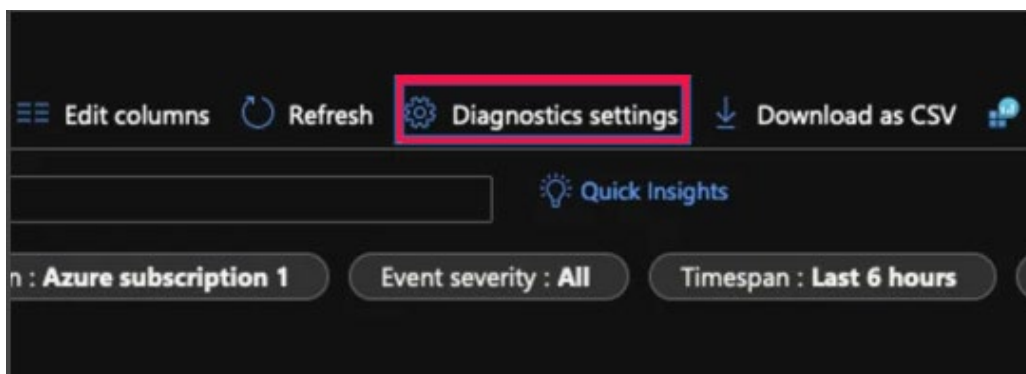 Edit columns Refresh Diagnostics settings Download as CSV
Quick Insights
n : Azure subscription 1 Event severity : All Timespan : Last 6 hours